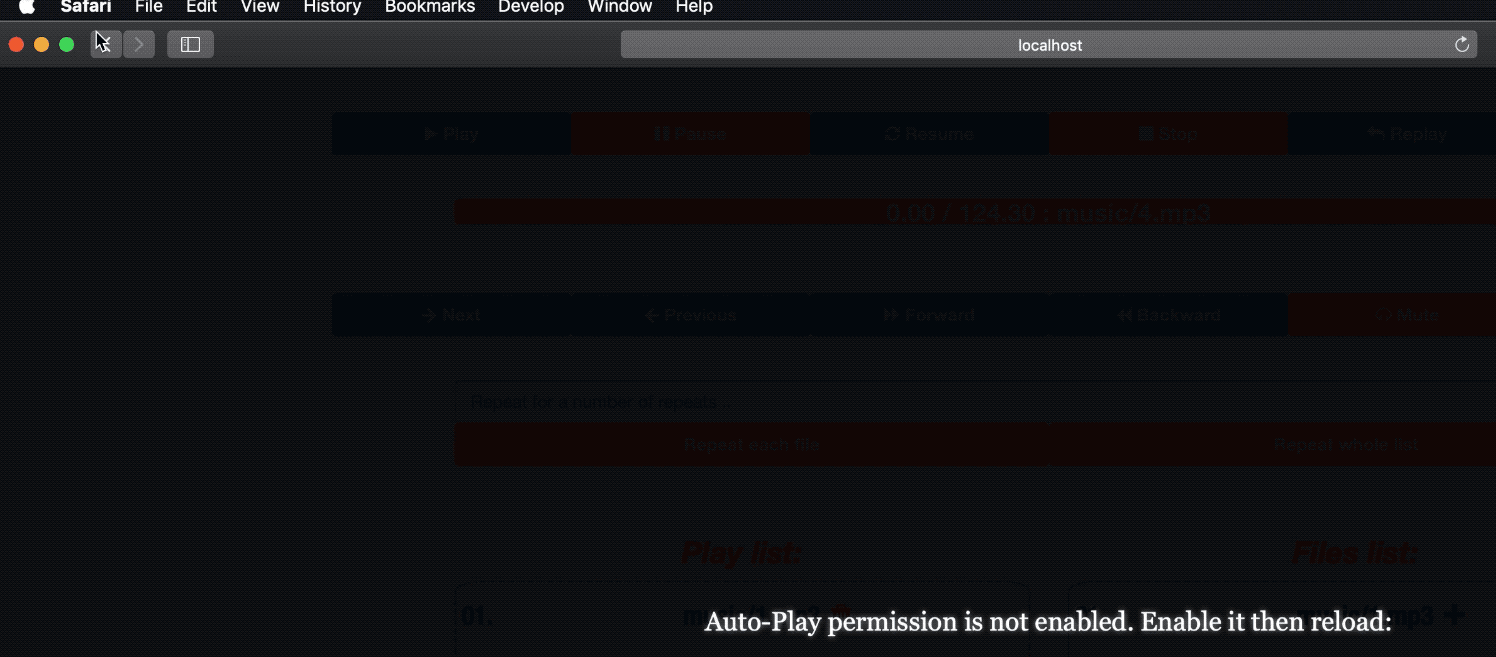 Safari File Edit View History Bookmarks Develop Window Help
localhost
Play Pause Resume Stop Replay
0.00 / 124.30 : music/4.mp3
Next Previous Forward Backward Mute
Repeat for a number of repeats...
Repeat each file Repeat whole list
Play list: Files list:
01.
Auto-Play permission is not enabled. Enable it then reload: